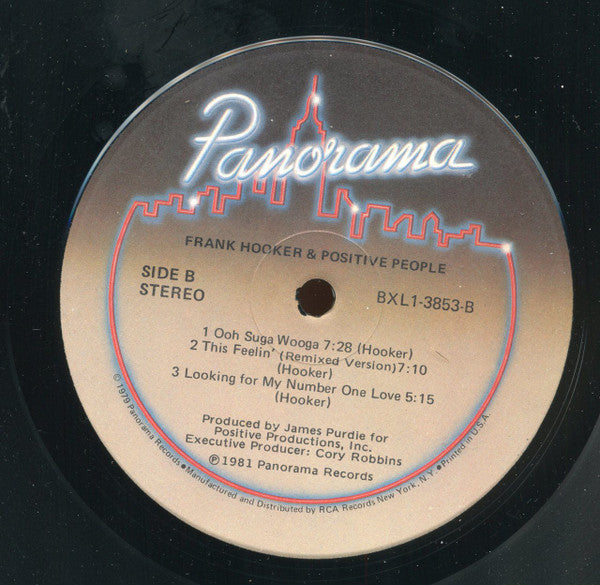 Panorama
FRANK HOOKER & POSITIVE PEOPLE
SIDE B
STEREO
BXL1-3853-B
1 Ooh Suga Wooga 7:28 (Hooker)
2 This Feelin' (Remixed Version) 7:10
(Hooker)
3 Looking for My Number One Love 5:15
(Hooker)
Produced by James Purdie for
Positive Productions, Inc.
Executive Producer: Cory Robbins
℗ 1981 Panorama Records
© 1979 Panorama Records ● Manufactured and Distributed by RCA Records New York, N.Y. ● Printed in U.S.A.